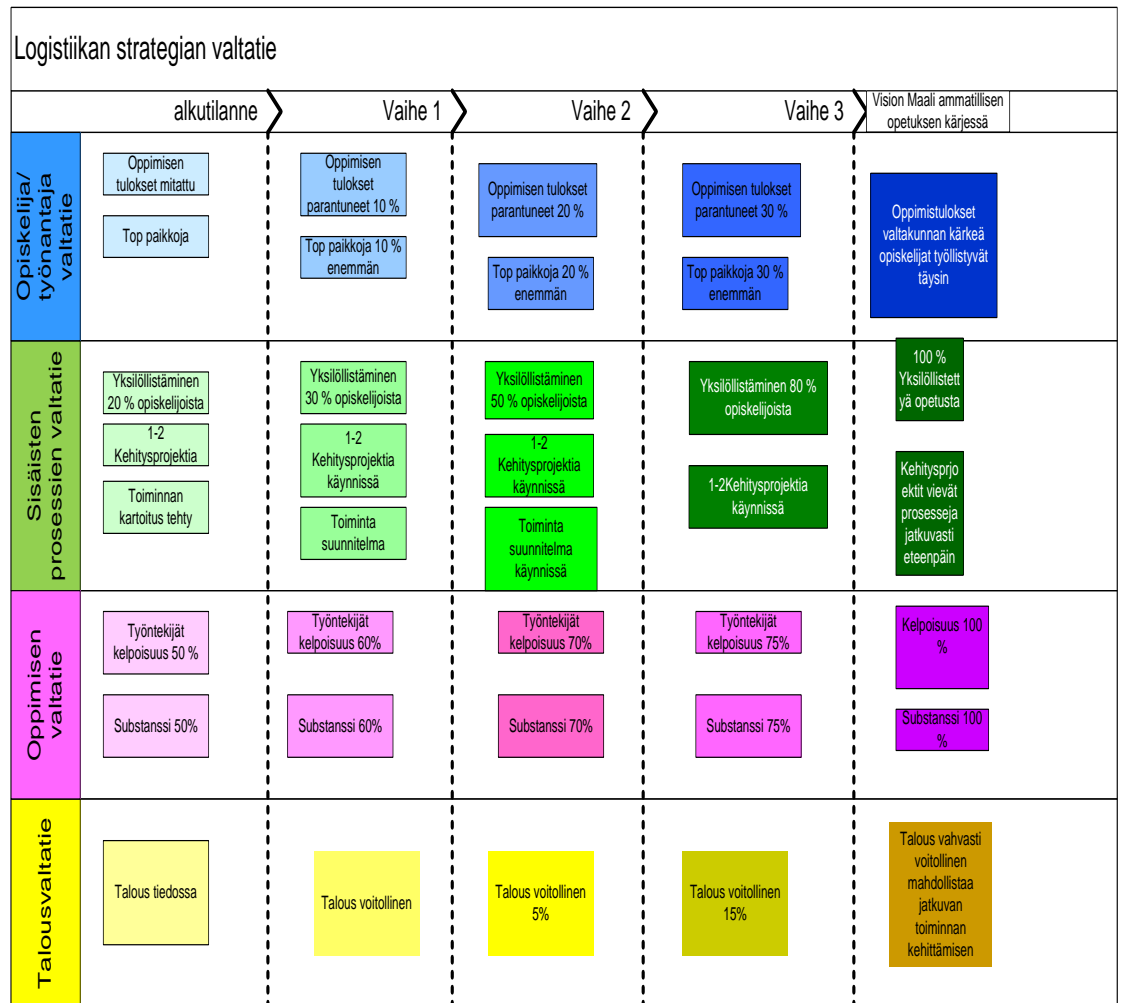 Logistiikan strategian valtatie
alkutilanne
Vaihe 1
Vaihe 2
Vaihe 3
Vision Maali ammatillisen
opetuksen kärjessä
Opiskelija/
työnantaja
valtatie
Oppimisen
tulokset mitattu
Top paikkoja
Oppimisen
tulokset
parantuneet 10 %
Top paikkoja 10 %
enemmän
Oppimisen tulokset
parantuneet 20 %
Top paikkoja 20 %
enemmän
Oppimisen tulokset
parantuneet 30 %
Top paikkoja 30 %
enemmän
Oppimistulokset
valtakunnan kärkeä
opiskelijat työllistyvät
täysin
Sisäisten
prosessien valtatie
Yksilöllistäminen
20 % opiskelijoista
1-2
Kehitysprojektia
Toiminnan
kartoitus tehty
Yksilöllistäminen
30 % opiskelijoista
1-2
Kehitysprojektia
käynnissä
Toiminta
suunnitelma
Yksilöllistäminen
50 % opiskelijoista
1-2
Kehitysprojektia
käynnissä
Toiminta
suunnitelma
käynnissä
Yksilöllistäminen 80 %
opiskelijoista
1-2Kehitysprojektia
käynnissä
100 %
Yksilöllistett
yä opetusta
Kehitysprjo
ektit vievät
prosesseja
jatkuvasti
eteenpäin
Oppimisen
valtatie
Työntekijät
kelpoisuus 50 %
Substanssi 50%
Työntekijät
kelpoisuus 60%
Substanssi 60%
Työntekijät
kelpoisuus 70%
Substanssi 70%
Työntekijät
kelpoisuus 75%
Substanssi 75%
Kelpoisuus 100
%
Substanssi 100
%
Talousvaltatie
Talous tiedossa
Talous voitollinen
Talous voitollinen
5%
Talous voitollinen
15%
Talous vahvasti
voitollinen
mahdollistaa
jatkuvan
toiminnan
kehittämisen